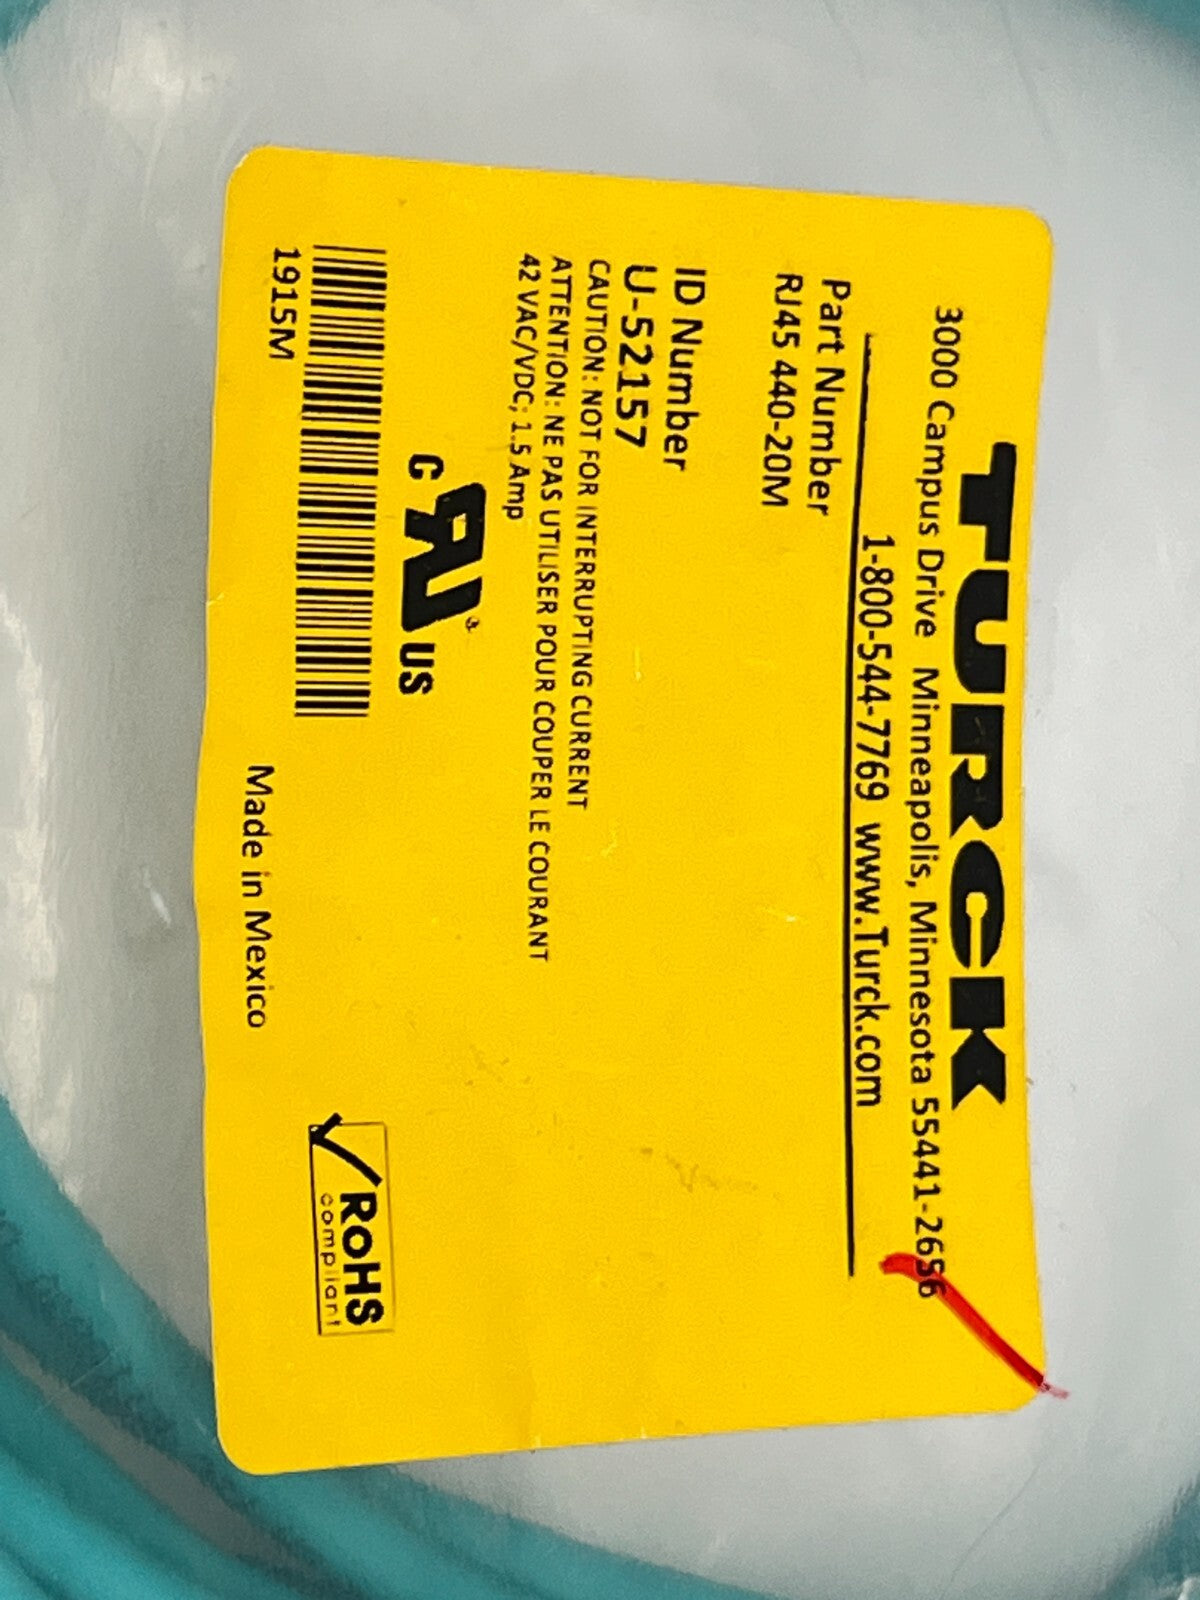 TURCK
3000 Campus Drive Minneapolis, Minnesota 55441-2656
1-800-544-7769 www.Turck.com
Part Number
RJ45 440-20M
ID Number
U-52157
CAUTION: NOT FOR INTERRUPTING CURRENT
ATTENTION: NE PAS UTILISER POUR COUPER LE COURANT
42 VAC/VDC; 1.5 Amp
C RU® US
1915M
Made in Mexico
RoHS
compliant